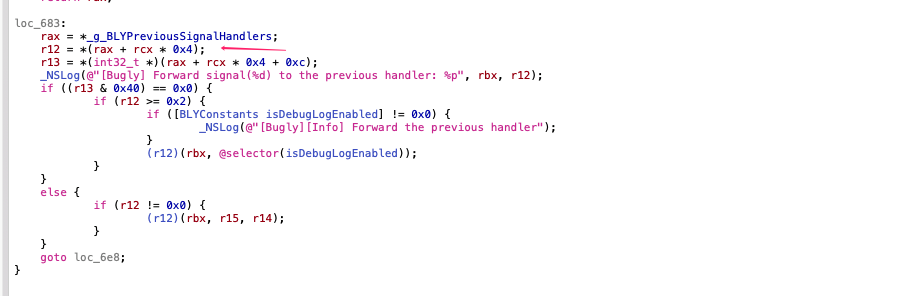 loc_683:
rax = *_g_BLYPreviousSignalHandlers;
r12 = *(rax + rcx * 0x4);
r13 = *(int32_t *)(rax + rcx * 0x4 + 0xc);
_NSLog(@"[Bugly] Forward signal(%d) to the previous handler: %p", rbx, r12);
if ((r13 & 0x40) == 0x0) {
if (r12 >= 0x2) {
if ([BLYConstants isDebugLogEnabled] != 0x0) {
_NSLog(@"[Bugly][Info] Forward the previous handler");
}
(r12)(rbx, @selector(isDebugLogEnabled));
}
}
else {
if (r12 != 0x0) {
(r12)(rbx, r15, r14);
}
}
goto loc_6e8;
}